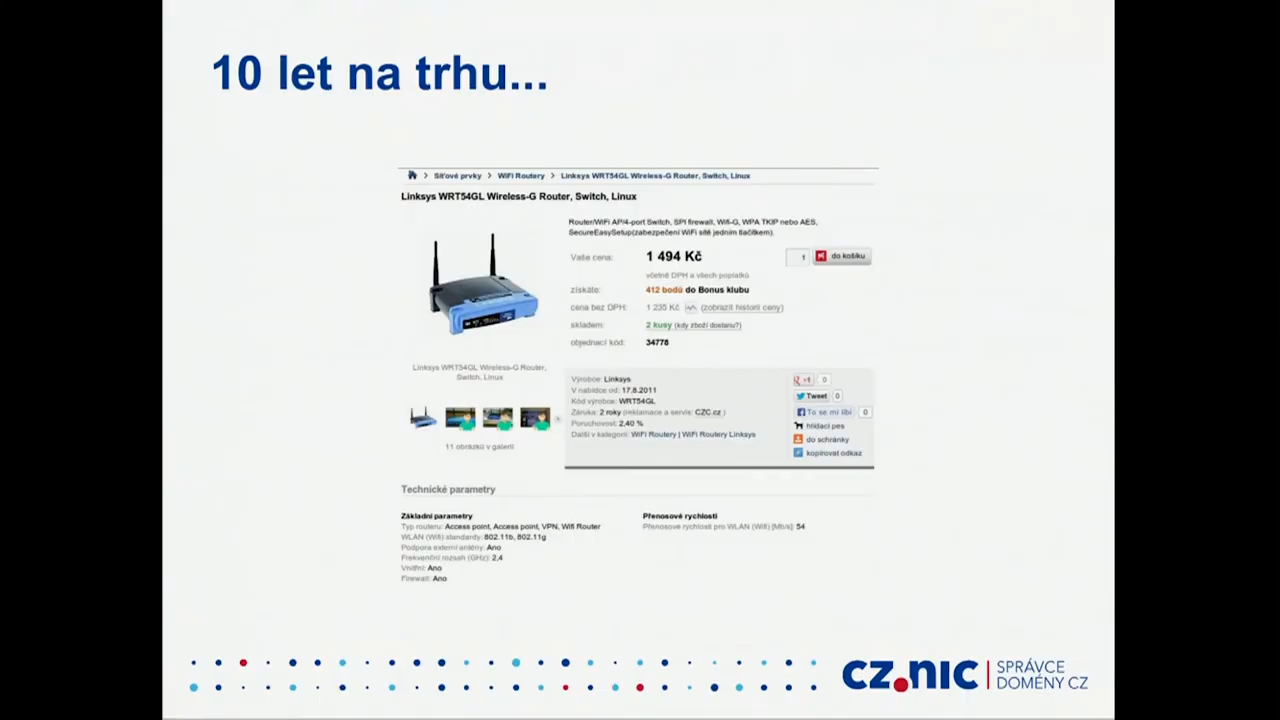 10 let na trhu...
Síťové prvky > WiFi Routery > Linksys WRT54GL Wireless-G Router, Switch, Linux
Linksys WRT54GL Wireless-G Router, Switch, Linux
Router/WiFi AP/4-port Switch, SPI firewall, Wifi-G, WPA TKIP nebo AES,
SecureEasySetup(zabezpečení WiFi sítě jedním tlačítkem).
Vaše cena: 1 494 Kč 1 do košíku
včetně DPH a všech poplatků
získáte: 412 bodů do Bonus klubu
cena bez DPH: 1 235 Kč (zobrazit historii ceny)
skladem: 2 kusy (kdy zboží dostanu?)
objednací kód: 34778
Linksys WRT54GL Wireless-G Router,
Switch, Linux
11 obrázků v galerii
Výrobce: Linksys
V nabídce od: 17.8.2011
Kód výrobce: WRT54GL
Záruka: 2 roky (reklamace a servis: CZC.cz )
Poruchovost: 2,40 %
Další v kategorii: WiFi Routery | WiFi Routery Linksys
+1 0
Tweet 0
To se mi líbí 0
hlídací pes
do schránky
kopírovat odkaz
Technické parametry
Základní parametry
Typ routeru: Access point, Access point, VPN, Wifi Router
WLAN (Wifi) standardy: 802.11b, 802.11g
Podpora externí antény: Ano
Frekvenční rozsah (GHz): 2,4
Vnitřní: Ano
Firewall: Ano
Přenosové rychlosti
Přenosové rychlosti pro WLAN (Wifi) [Mb/s]: 54
CZ.NIC
SPRÁVCE
DOMÉNY CZ